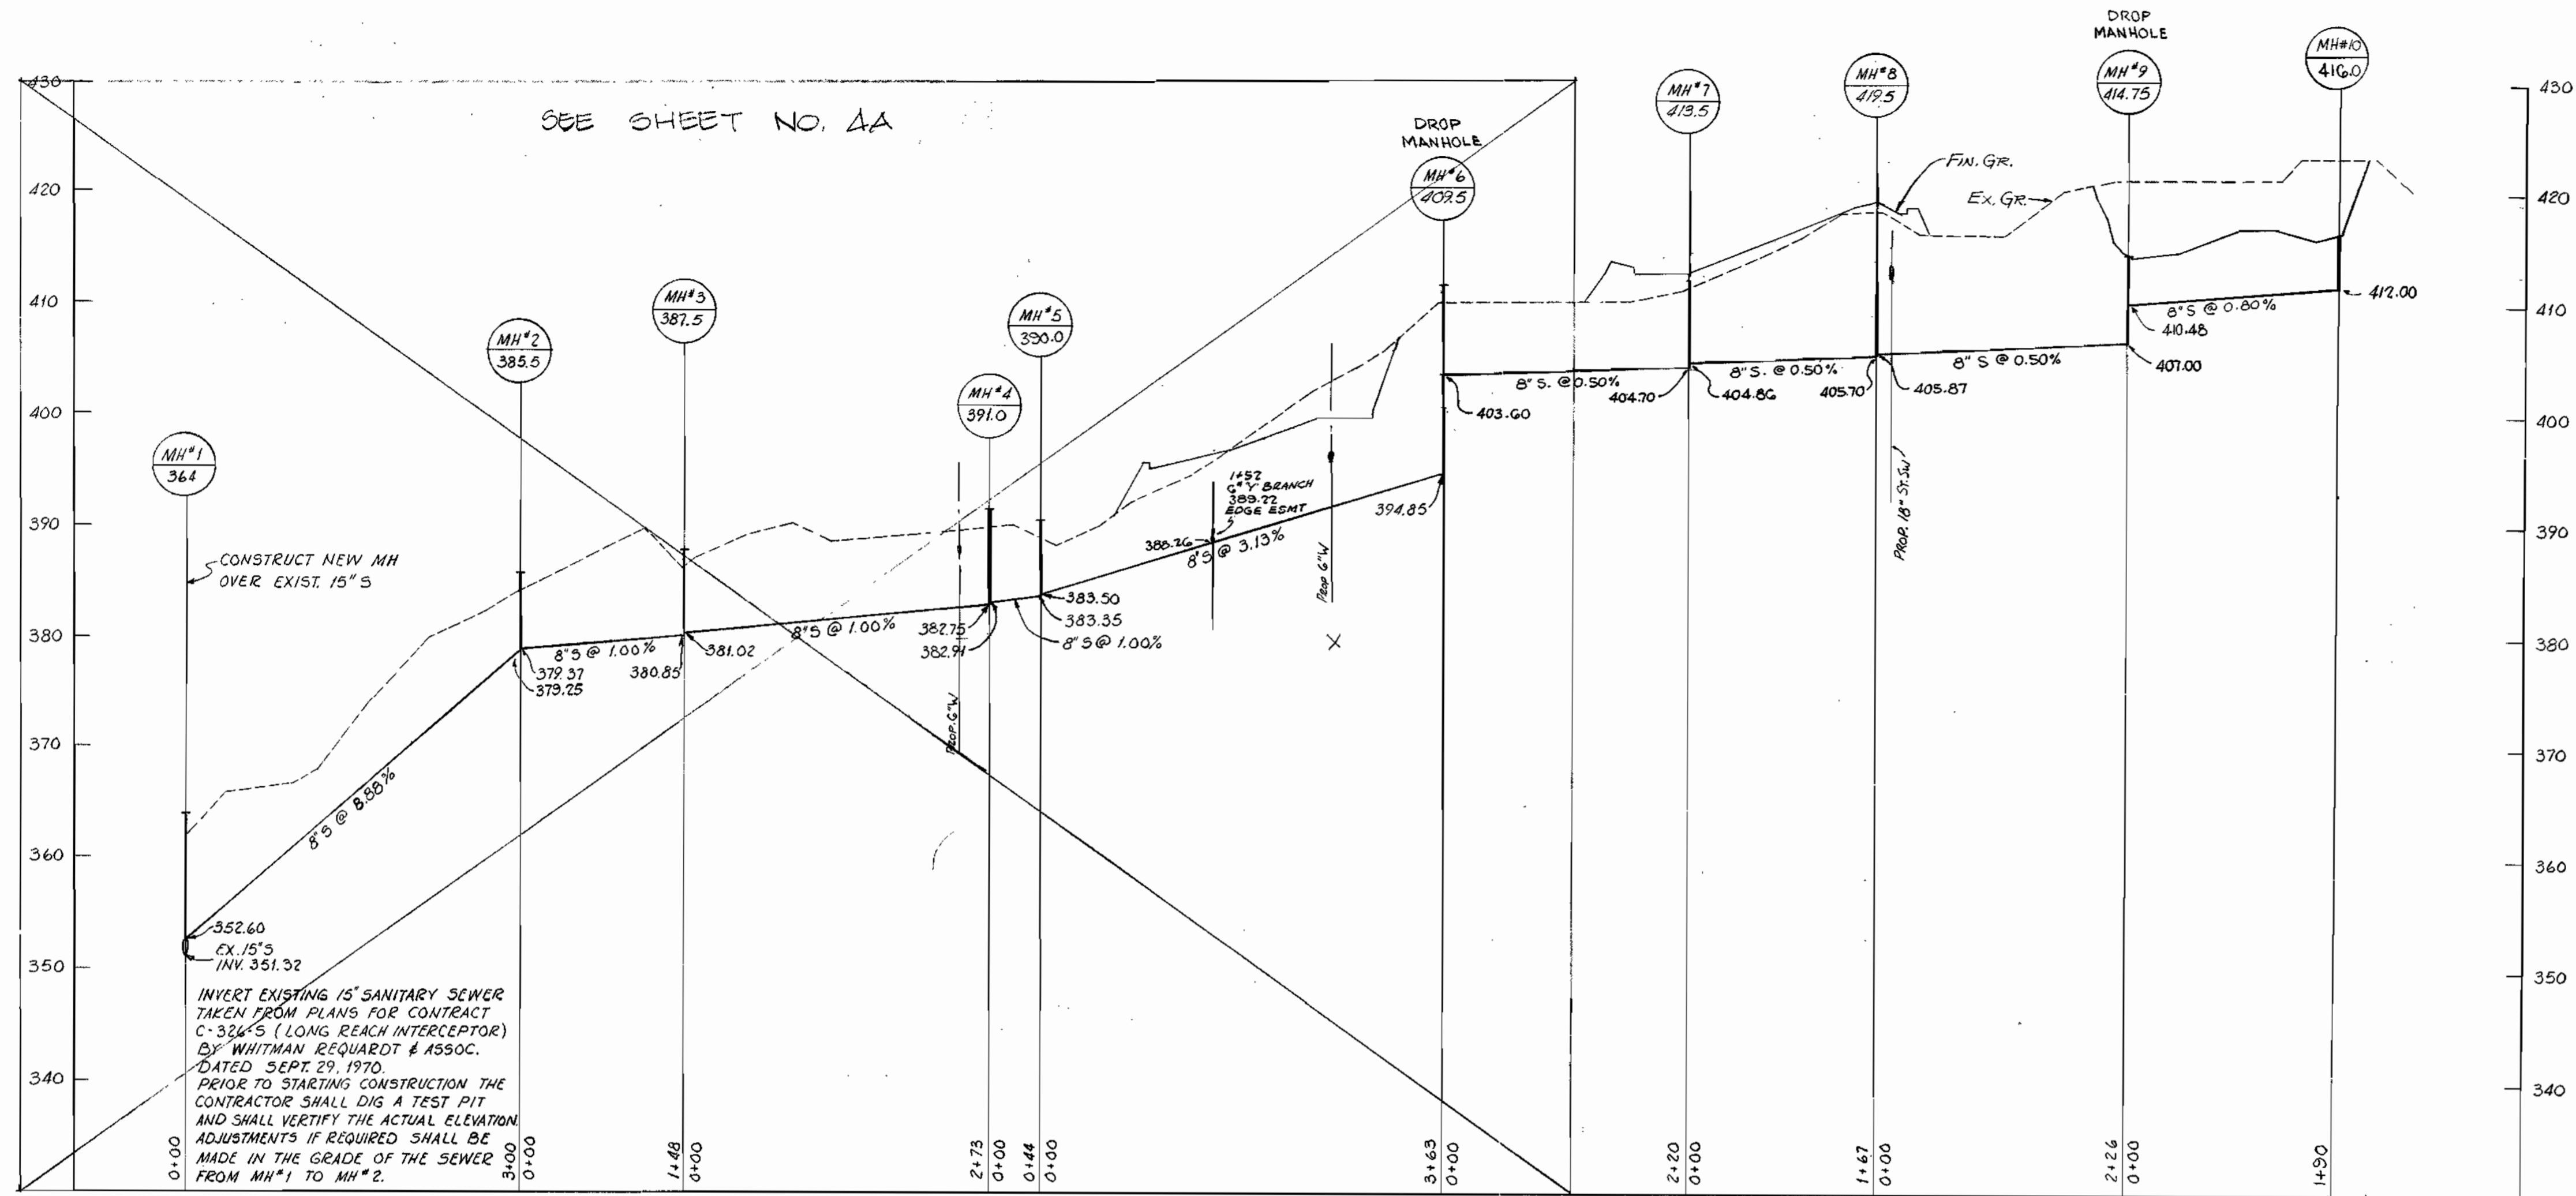 SEE SHEET NO. 4A
430
420
410
400
390
380
370
360
350
340
MH#1
364
CONSTRUCT NEW MH
OVER EXIST. 15" S
352.60
EX. 15" S
INV. 351.32
8" S @ 8.88%
INVERT EXISTING 15" SANITARY SEWER
TAKEN FROM PLANS FOR CONTRACT
C-326-S (LONG REACH INTERCEPTOR)
BY WHITMAN REQUARDT & ASSOC.
DATED SEPT. 29, 1970.
PRIOR TO STARTING CONSTRUCTION THE
CONTRACTOR SHALL DIG A TEST PIT
AND SHALL VERTIFY THE ACTUAL ELEVATION.
ADJUSTMENTS IF REQUIRED SHALL BE
MADE IN THE GRADE OF THE SEWER
FROM MH#1 TO MH#2.
0+00
MH#2
385.5
8" S @ 1.00%
379.37
379.25
3+00
0+00
MH#3
387.5
380.85
381.02
8" S @ 1.00%
1+48
0+00
PROP. 6" W
MH#4
391.0
382.75
382.91
2+73
0+00
MH#5
390.0
383.50
383.35
8" S @ 1.00%
0+44
0+00
1+52
6" Y BRANCH
389.22
EDGE ESMT
388.26
8" S @ 3.13%
PROP 6" W
X
DROP
MANHOLE
MH#6
409.5
394.85
403.60
8" S. @ 0.50%
3+63
0+00
MH#7
413.5
404.70
404.86
8" S. @ 0.50%
2+20
0+00
MH#8
419.5
405.70
405.87
FIN. GR.
EX. GR.
PROP. 18" ST. SW
8" S @ 0.50%
1+67
0+00
DROP
MANHOLE
MH#9
414.75
8" S @ 0.80%
410.48
407.00
2+26
0+00
MH#10
416.0
412.00
1+90
430
420
410
400
390
380
370
360
350
340